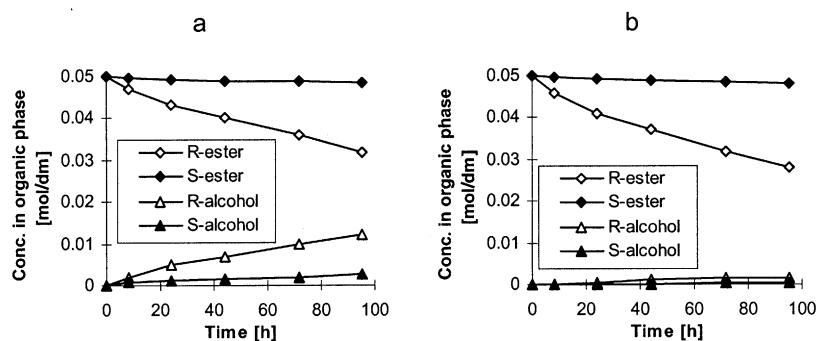 a
Conc. in organic phase
[mol/dm]
0.05
0.04
0.03
0.02
0.01
0
R-ester
S-ester
R-alcohol
S-alcohol
0 20 40 60 80 100
Time [h]
b
Conc. in organic phase
[mol/dm]
0.05
0.04
0.03
0.02
0.01
0
R-ester
S-ester
R-alcohol
S-alcohol
0 20 40 60 80 100
Time [h]